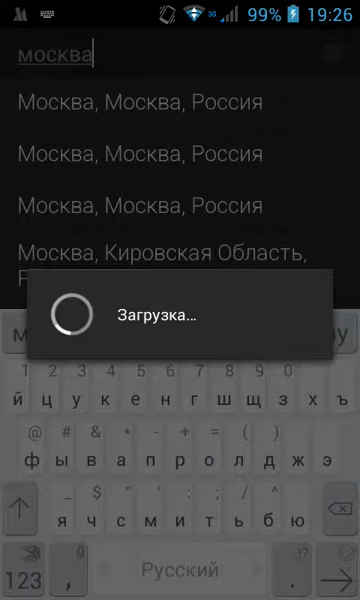 3G 99% 19:26
москва
Москва, Москва, Россия
Москва, Москва, Россия
Москва, Москва, Россия
Москва, Кировская Область,
Загрузка...
1 2 3 4 5 6 7 8 9 0
й ц у к е н г ш щ з х ъ
@ # & * - + = ( )
ф ы в а п р о л д ж э
_ $ " ' : ; / ^
я ч с м и т ь б ю
123 , Русский . !?